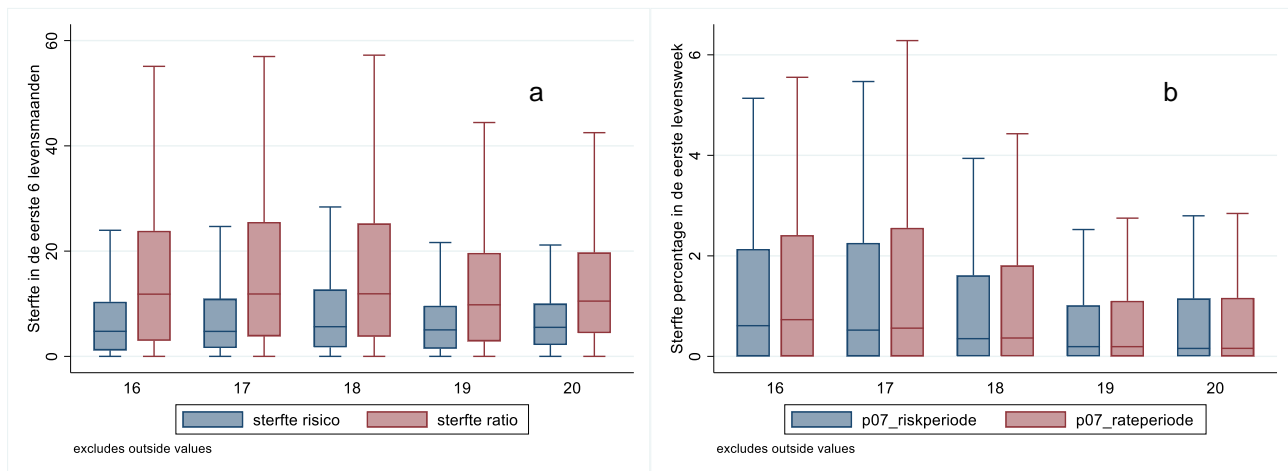 a
Sterfte in de eerste 6 levensmaanden
60
40
20
0
16 17 18 19 20
sterfte risico sterfte ratio
excludes outside values
b
Sterfte percentage in de eerste levensweek
6
4
2
0
16 17 18 19 20
p07_riskperiode p07_rateperiode
excludes outside values